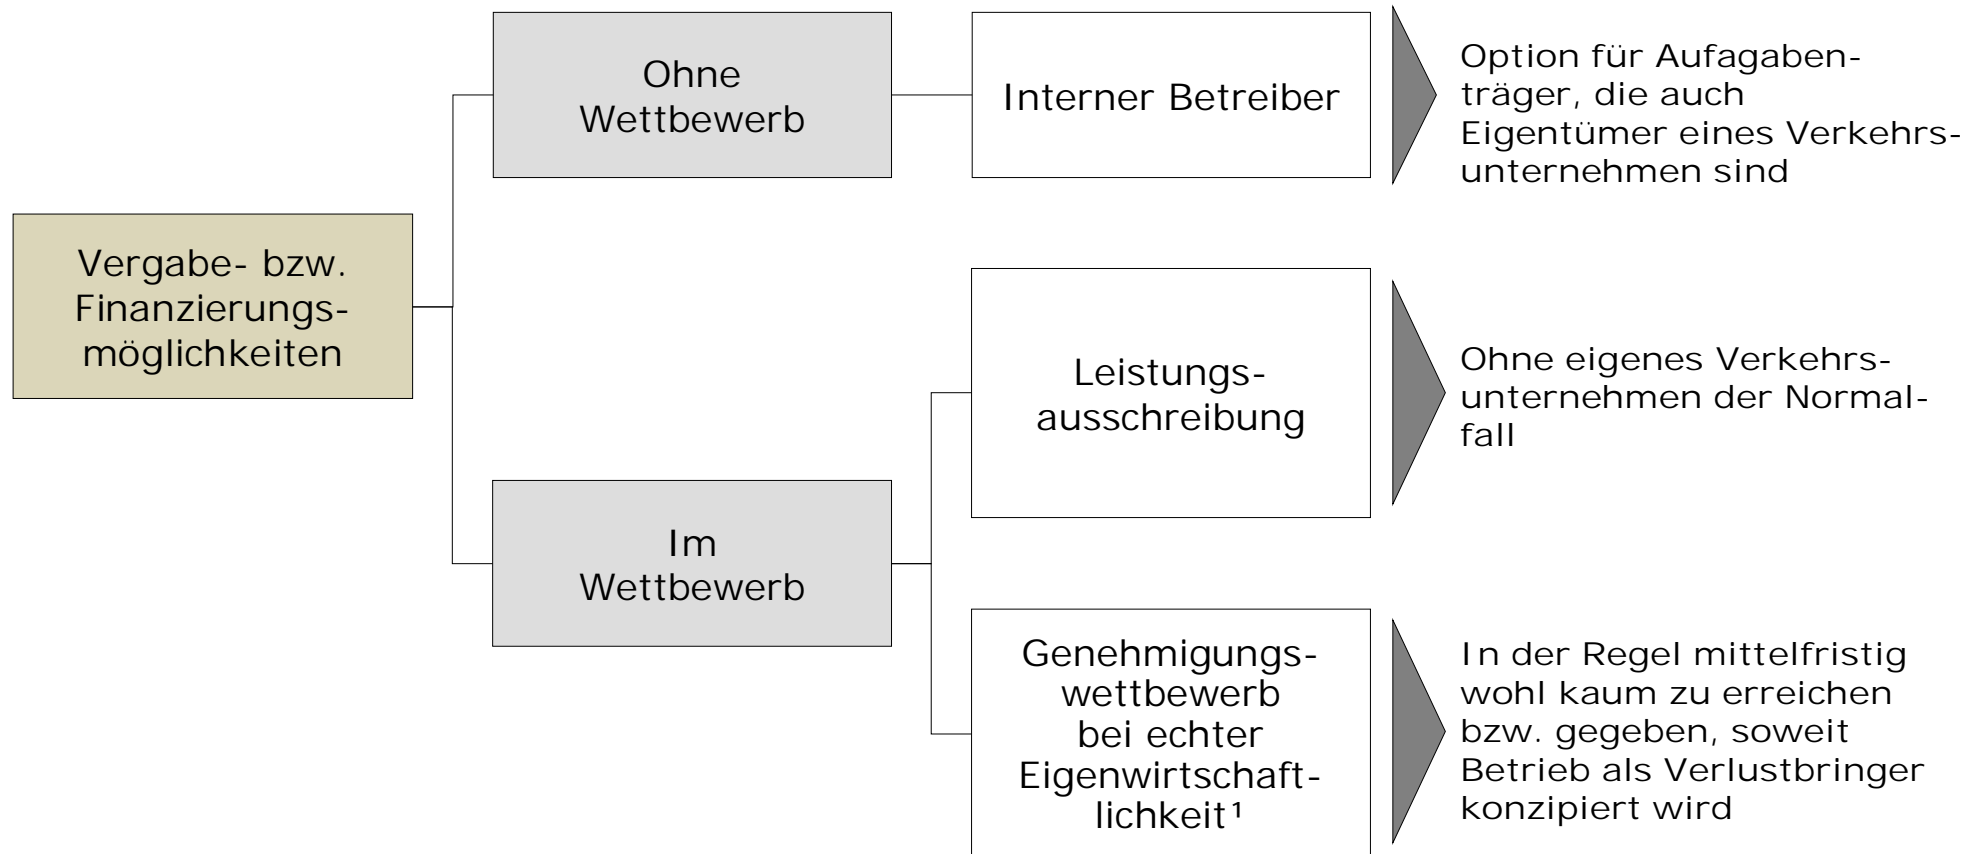 Vergabe- bzw.
Finanzierungs-
möglichkeiten
Ohne
Wettbewerb
Interner Betreiber
Option für Aufagaben-
träger, die auch
Eigentümer eines Verkehrs-
unternehmen sind
Im
Wettbewerb
Leistungs-
ausschreibung
Ohne eigenes Verkehrs-
unternehmen der Normal-
fall
Genehmigungs-
wettbewerb
bei echter
Eigenwirtschaft-
lichkeit¹
In der Regel mittelfristig
wohl kaum zu erreichen
bzw. gegeben, soweit
Betrieb als Verlustbringer
konzipiert wird